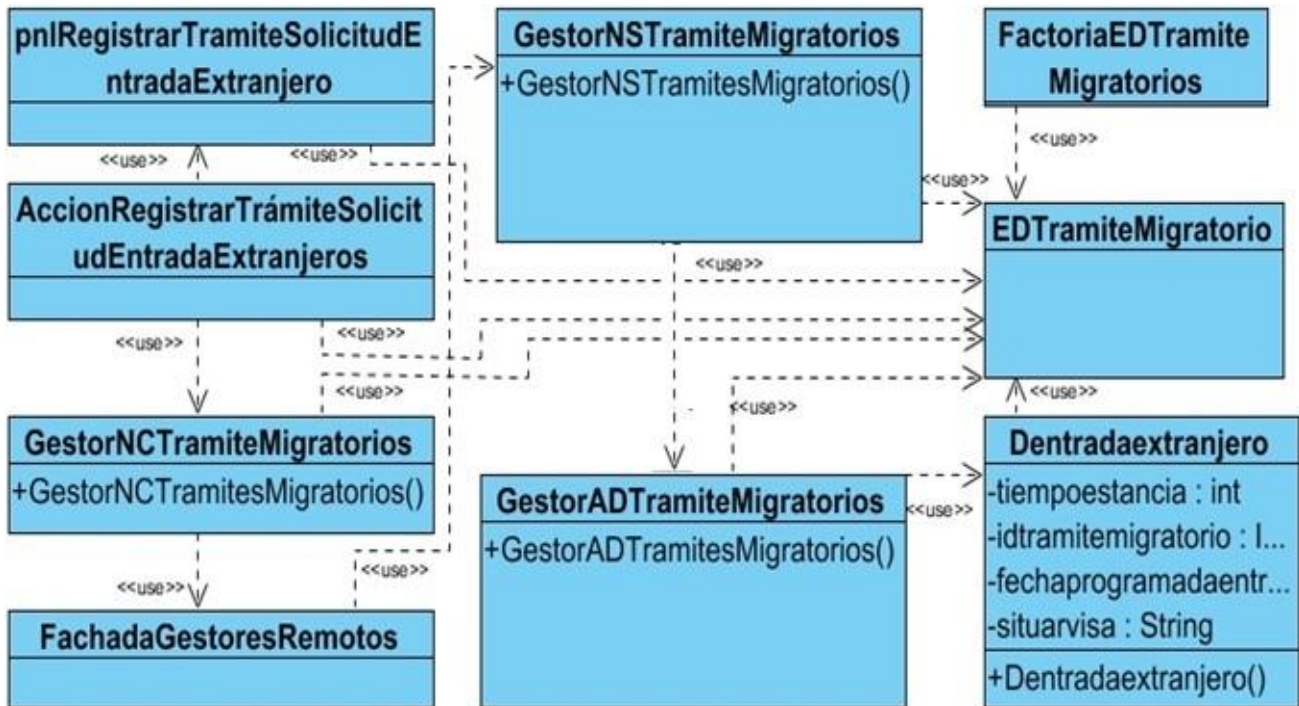 pnlRegistrarTramiteSolicitudE
ntradaExtranjero
<<use>>
<<use>>
AccionRegistrarTrámiteSolicit
udEntradaExtranjeros
<<use>>
<<use>>
<<use>>
GestorNCTramiteMigratorios
+GestorNCTramitesMigratorios()
<<use>>
<<use>>
FachadaGestoresRemotos
GestorNSTramiteMigratorios
+GestorNSTramitesMigratorios()
<<use>>
<<use>>
<<use>>
GestorADTramiteMigratorios
+GestorADTramitesMigratorios()
<<use>>
FactoriaEDTramite
Migratorios
<<use>>
EDTramiteMigratorio
<<use>>
Dentradaextranjero
-tiempoestancia : int
-idtramitemigratorio : I...
-fechaprogramadaentr...
-situarvisa : String
+Dentradaextranjero()